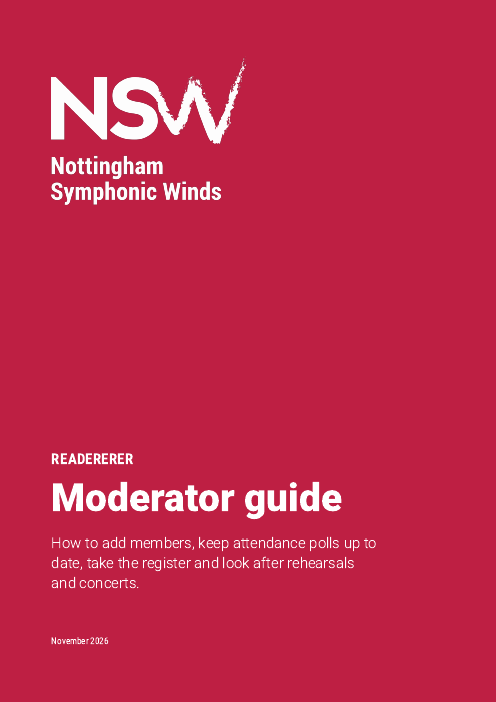 NSW
Nottingham
Symphonic Winds
READERERER
Moderator guide
How to add members, keep attendance polls up to
date, take the register and look after rehearsals
and concerts.
November 2026